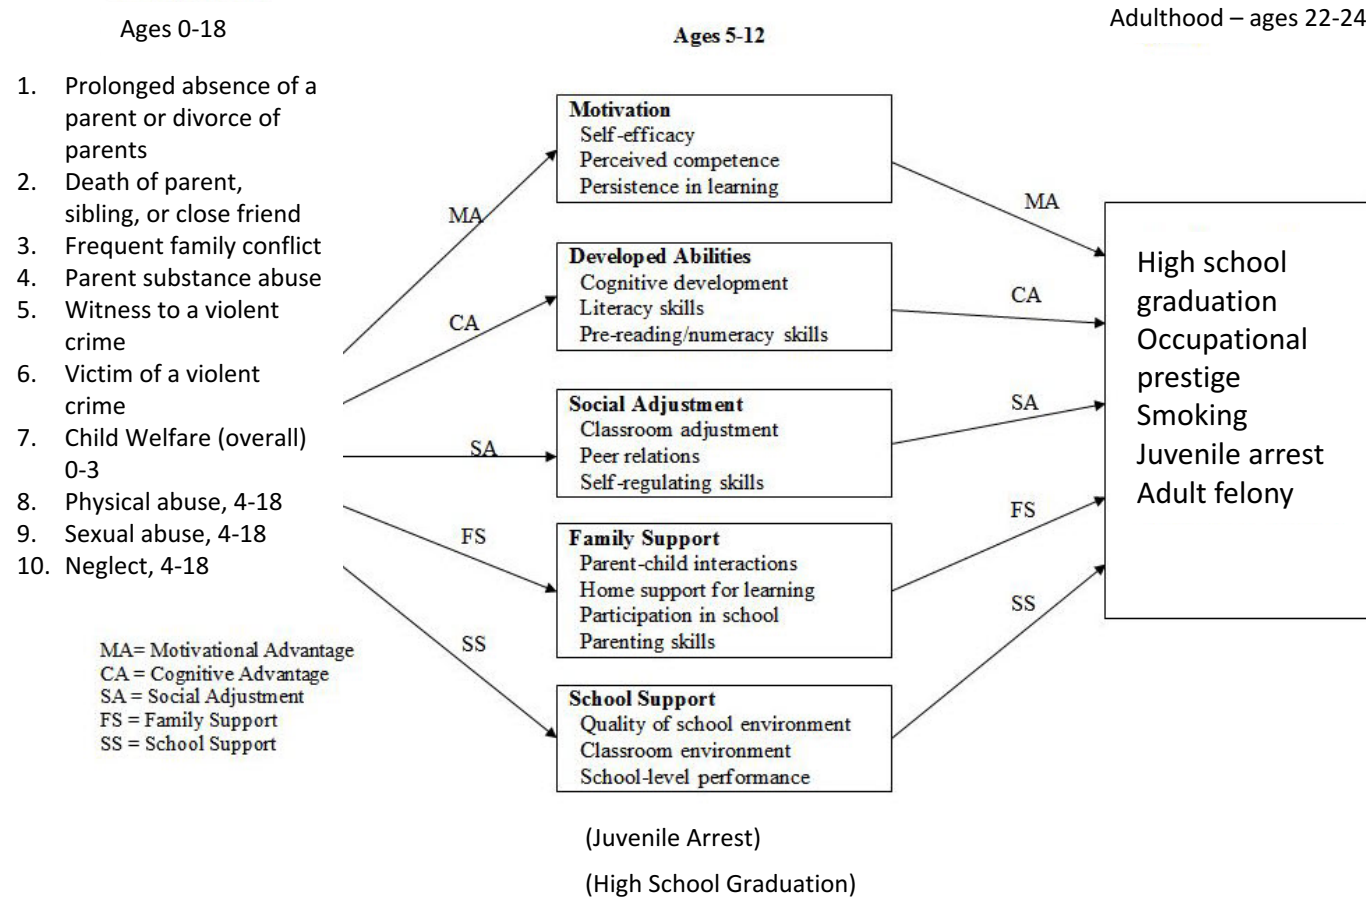 Ages 0-18
Ages 5-12
Adulthood – ages 22-24
1. Prolonged absence of a
parent or divorce of
parents
2. Death of parent,
sibling, or close friend
3. Frequent family conflict
4. Parent substance abuse
5. Witness to a violent
crime
6. Victim of a violent
crime
7. Child Welfare (overall)
0-3
8. Physical abuse, 4-18
9. Sexual abuse, 4-18
10. Neglect, 4-18
MA= Motivational Advantage
CA = Cognitive Advantage
SA = Social Adjustment
FS = Family Support
SS = School Support
MA
CA
SA
FS
SS
Motivation
Self-efficacy
Perceived competence
Persistence in learning
Developed Abilities
Cognitive development
Literacy skills
Pre-reading/numeracy skills
Social Adjustment
Classroom adjustment
Peer relations
Self-regulating skills
Family Support
Parent-child interactions
Home support for learning
Participation in school
Parenting skills
School Support
Quality of school environment
Classroom environment
School-level performance
(Juvenile Arrest)
(High School Graduation)
MA
CA
SA
FS
SS
High school
graduation
Occupational
prestige
Smoking
Juvenile arrest
Adult felony